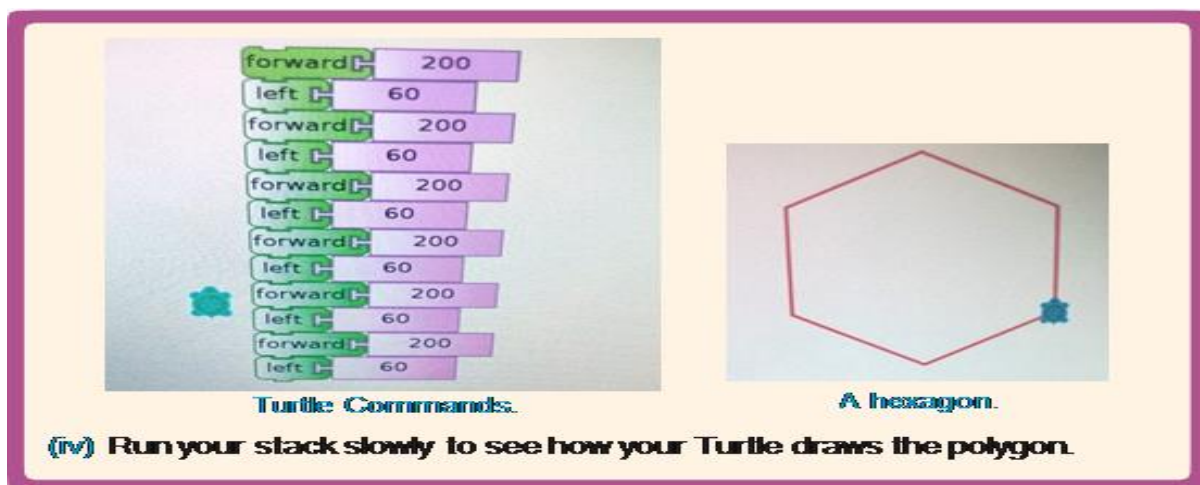 forward 200
left 60
forward 200
left 60
forward 200
left 60
forward 200
left 60
forward 200
left 60
forward 200
left 60
Turtle Commands.
A hexagon.
(iv) Run your stack slowly to see how your Turtle draws the polygon.